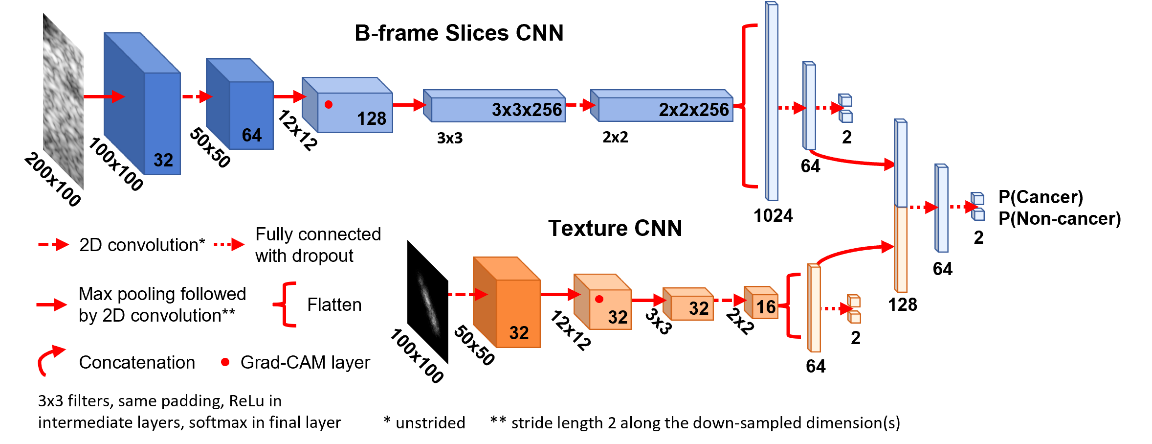 B-frame Slices CNN
200x100
100x100
32
50x50
64
12x12
128
3x3
3x3x256
2x2
2x2x256
1024
64
2
Texture CNN
100x100
50x50
32
12x12
32
3x3
32
2x2
16
64
2
128
64
2
P(Cancer)
P(Non-cancer)
2D convolution*
Fully connected
with dropout
Max pooling followed
by 2D convolution**
Flatten
Concatenation
Grad-CAM layer
3x3 filters, same padding, ReLu in
intermediate layers, softmax in final layer
* unstrided
** stride length 2 along the down-sampled dimension(s)